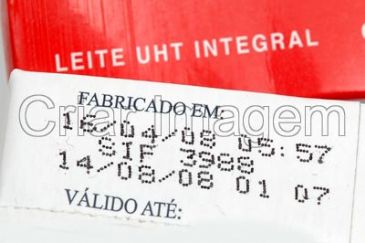 LEITE UHT INTEGRAL
FABRICADO EM:
Criar Imagem
18/04/08 05:57
SIF 3988
14/08/08 01 07
VÁLIDO ATÉ: